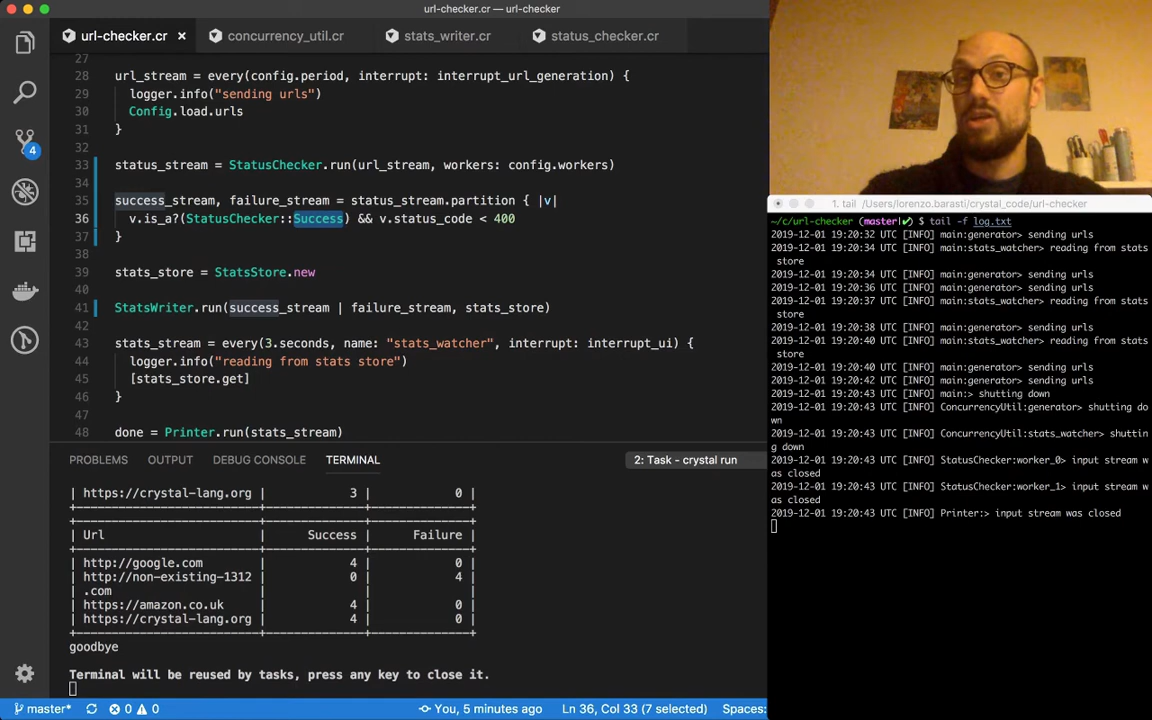 url-checker.cr — url-checker
url-checker.cr × concurrency_util.cr stats_writer.cr status_checker.cr
27
28 url_stream = every(config.period, interrupt: interrupt_url_generation) {
29 logger.info("sending urls")
30 Config.load.urls
31 }
32
33 status_stream = StatusChecker.run(url_stream, workers: config.workers)
34
35 success_stream, failure_stream = status_stream.partition { |v|
36 v.is_a?(StatusChecker::Success) && v.status_code < 400
37 }
38
39 stats_store = StatsStore.new
40
41 StatsWriter.run(success_stream | failure_stream, stats_store)
42
43 stats_stream = every(3.seconds, name: "stats_watcher", interrupt: interrupt_ui) {
44 logger.info("reading from stats store")
45 [stats_store.get]
46 }
47
48 done = Printer.run(stats_stream)
4
PROBLEMS OUTPUT DEBUG CONSOLE TERMINAL 2: Task - crystal run
| https://crystal-lang.org | 3 | 0 |
| Url | Success | Failure |
| http://google.com | 4 | 0 |
| http://non-existing-1312 | 0 | 4 |
| .com | | |
| https://amazon.co.uk | 4 | 0 |
| https://crystal-lang.org | 4 | 0 |
goodbye
Terminal will be reused by tasks, press any key to close it.
master* 0 0 You, 5 minutes ago Ln 36, Col 33 (7 selected) Spaces:
1. tail /Users/lorenzo.barasti/crystal_code/url-checker
~/c/url-checker (master|✔) $ tail -f log.txt
2019-12-01 19:20:32 UTC [INFO] main:generator> sending urls
2019-12-01 19:20:34 UTC [INFO] main:stats_watcher> reading from stats
store
2019-12-01 19:20:34 UTC [INFO] main:generator> sending urls
2019-12-01 19:20:36 UTC [INFO] main:generator> sending urls
2019-12-01 19:20:37 UTC [INFO] main:stats_watcher> reading from stats
store
2019-12-01 19:20:38 UTC [INFO] main:generator> sending urls
2019-12-01 19:20:40 UTC [INFO] main:stats_watcher> reading from stats
store
2019-12-01 19:20:40 UTC [INFO] main:generator> sending urls
2019-12-01 19:20:42 UTC [INFO] main:generator> sending urls
2019-12-01 19:20:43 UTC [INFO] main:> shutting down
2019-12-01 19:20:43 UTC [INFO] ConcurrencyUtil:generator> shutting do
wn
2019-12-01 19:20:43 UTC [INFO] ConcurrencyUtil:stats_watcher> shuttin
g down
2019-12-01 19:20:43 UTC [INFO] StatusChecker:worker_0> input stream w
as closed
2019-12-01 19:20:43 UTC [INFO] StatusChecker:worker_1> input stream w
as closed
2019-12-01 19:20:43 UTC [INFO] Printer:> input stream was closed